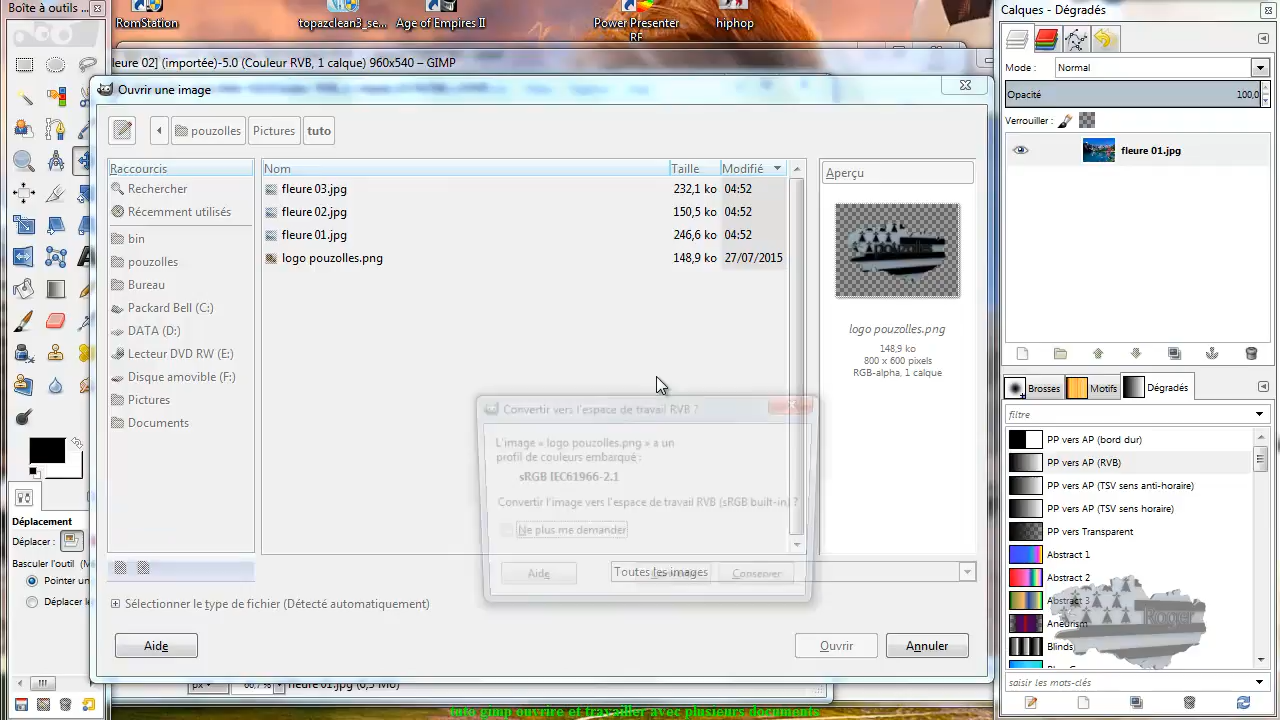 Boîte à outils ...
RomStation
topazclean3_se...
Age of Empires II
Power Presenter RE
hiphop
fleure 02] (importée)-5.0 (Couleur RVB, 1 calque) 960x540 – GIMP
Ouvrir une image
pouzolles
Pictures
tuto
Raccourcis
Rechercher
Récemment utilisés
bin
pouzolles
Bureau
Packard Bell (C:)
DATA (D:)
Lecteur DVD RW (E:)
Disque amovible (F:)
Pictures
Documents
Nom Taille Modifié
fleure 03.jpg 232,1 ko 04:52
fleure 02.jpg 150,5 ko 04:52
fleure 01.jpg 246,6 ko 04:52
logo pouzolles.png 148,9 ko 27/07/2015
Aperçu
logo pouzolles.png
148,9 ko
800 x 600 pixels
RGB-alpha, 1 calque
Convertir vers l'espace de travail RVB ?
L'image « logo pouzolles.png » a un
profil de couleurs embarqué :
sRGB IEC61966-2.1
Convertir l'image vers l'espace de travail RVB (sRGB built-in) ?
Ne plus me demander
Aide
Conserver
Toutes les images
Sélectionner le type de fichier (Détecté automatiquement)
Aide
Ouvrir
Annuler
Déplacement
Déplacer :
Basculer l'outil (M
Pointer un
Déplacer le
px
66,7 %
fleure 01.jpg (6,5 Mo)
Calques - Dégradés
Mode : Normal
Opacité 100,0
Verrouiller :
fleure 01.jpg
Brosses
Motifs
Dégradés
filtre
PP vers AP (bord dur)
PP vers AP (RVB)
PP vers AP (TSV sens anti-horaire)
PP vers AP (TSV sens horaire)
PP vers Transparent
Abstract 1
Abstract 2
Abstract 3
Aneurism
Blinds
Roger
saisir les mots-clés
tuto gimp ouvrire et travailler avec plusieurs documents